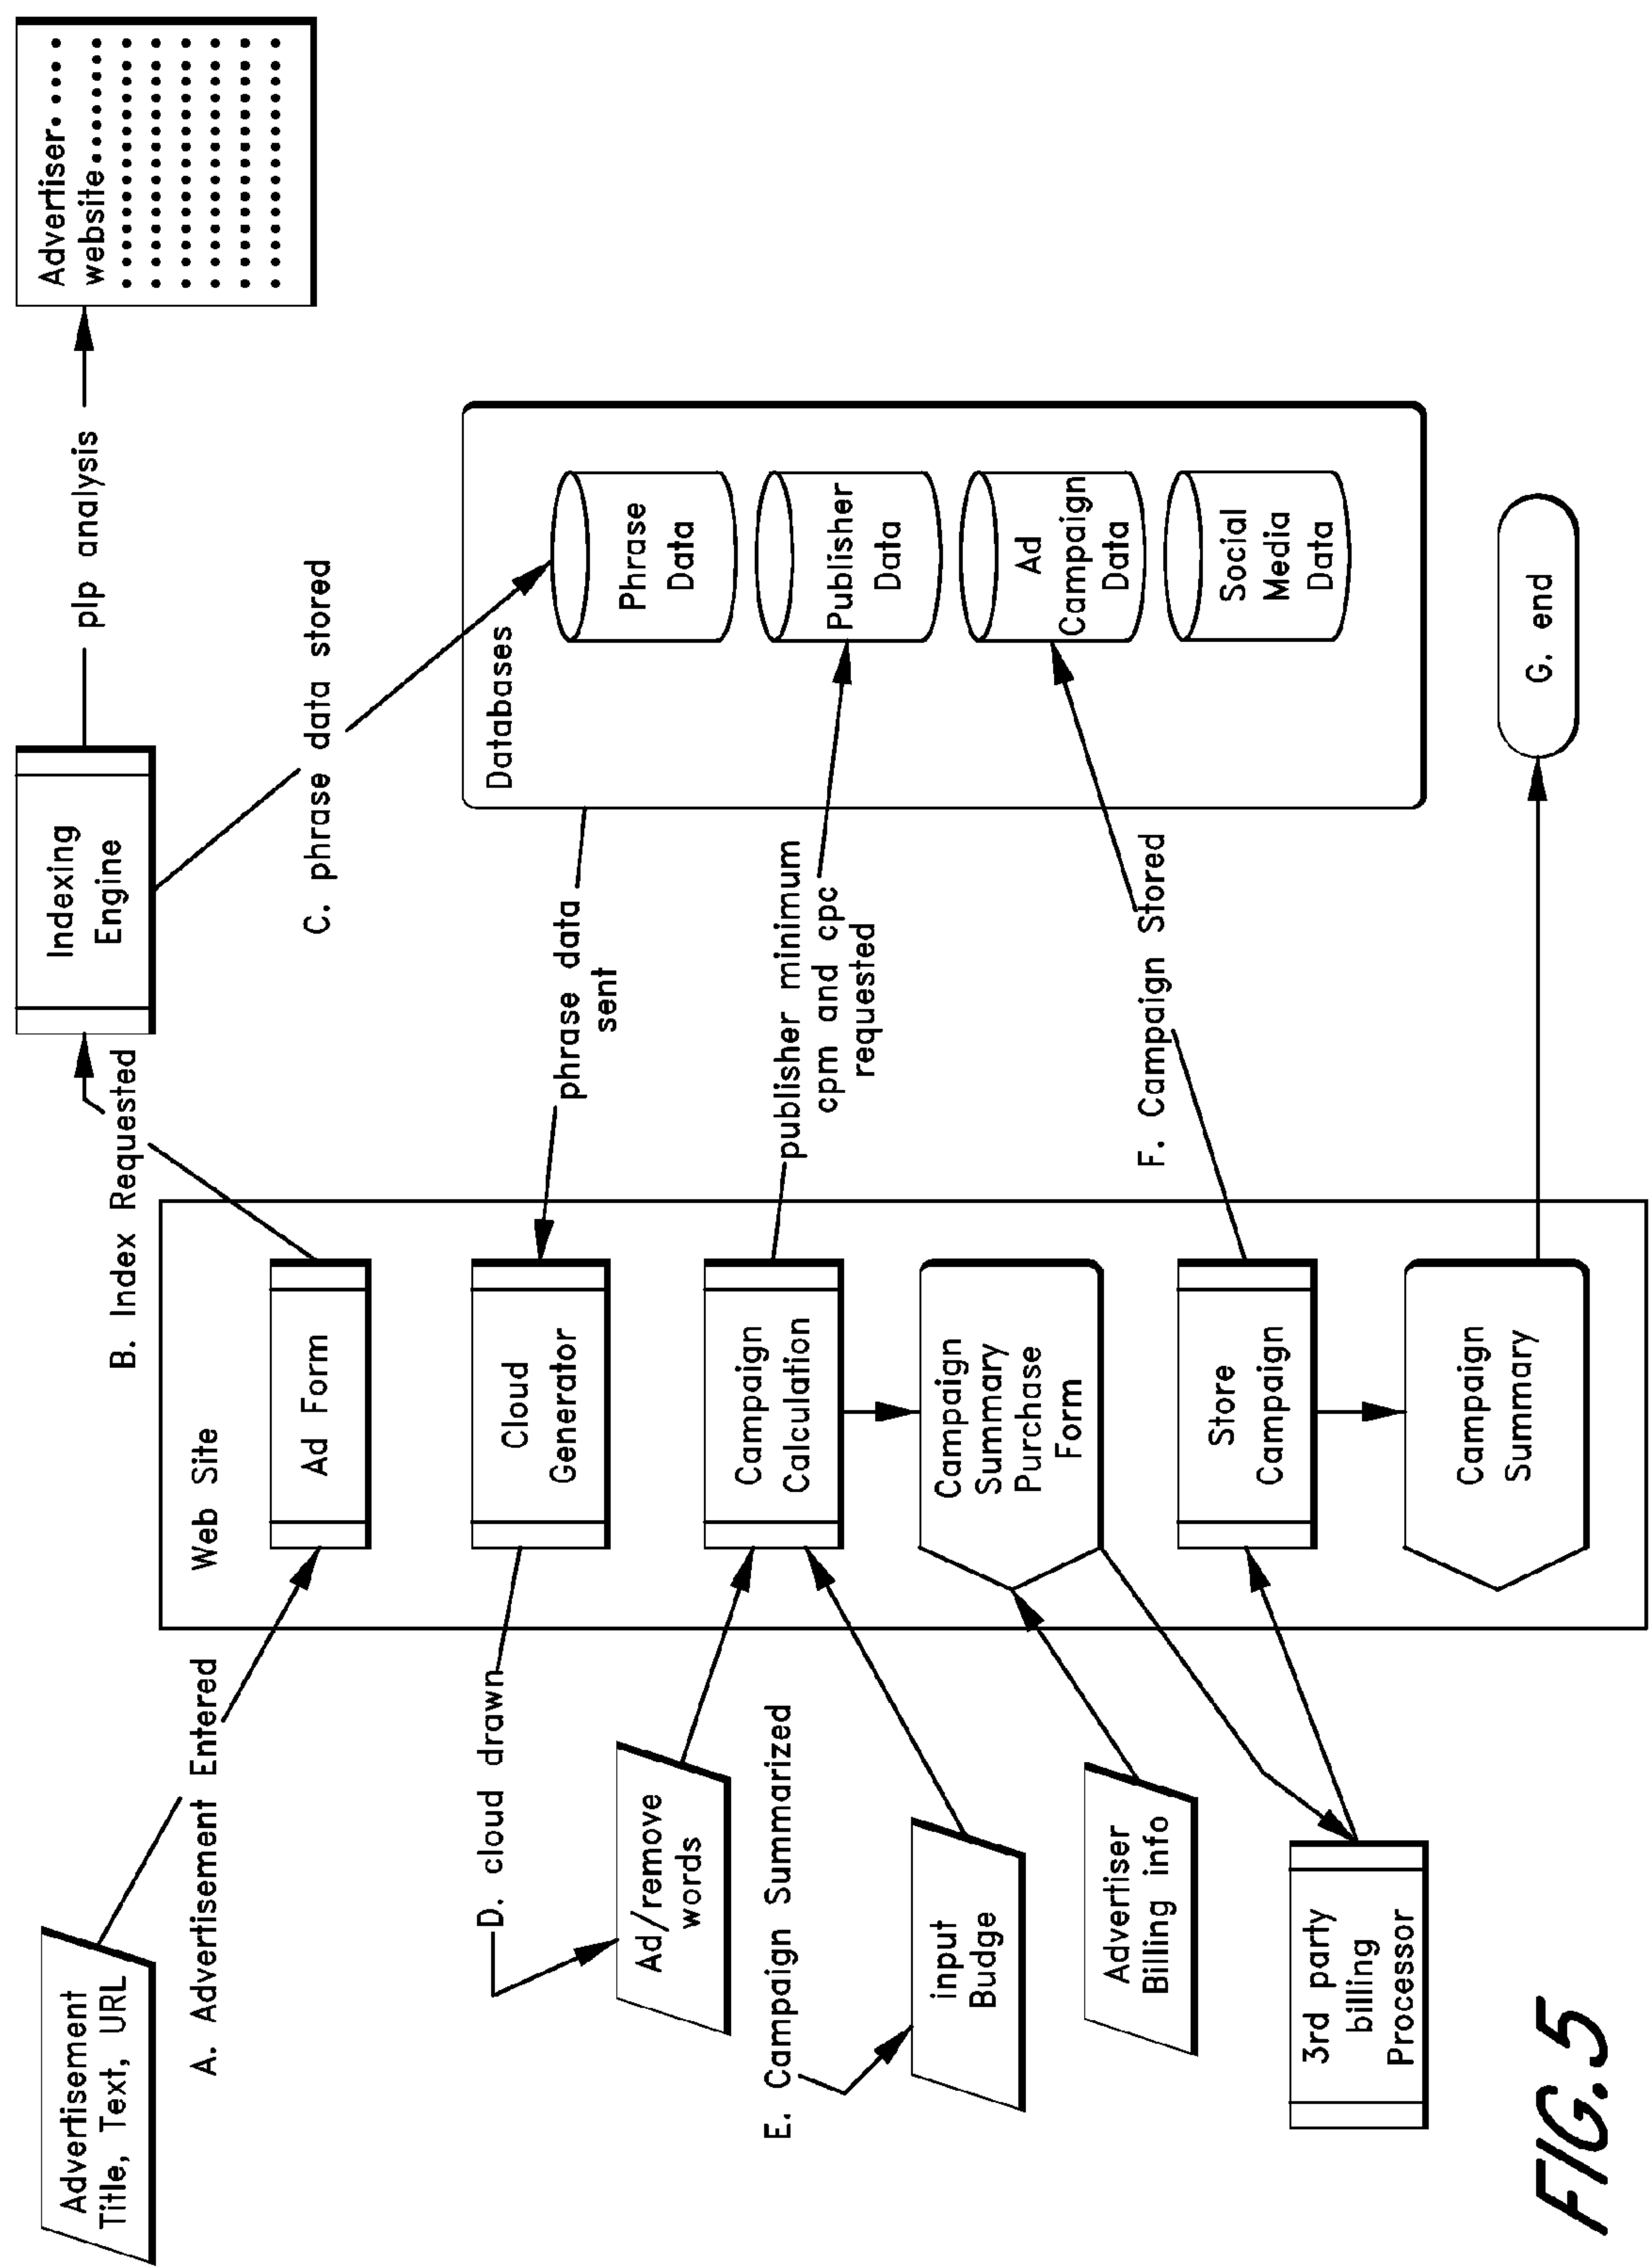 Advertisement
Title, Text, URL
A. Advertisement Entered
B. Index Requested
Indexing
Engine
plp analysis
Advertiser
website
C. phrase data stored
Web Site
Ad Form
Cloud
Generator
phrase data
sent
Databases
Phrase
Data
Publisher
Data
Ad
Campaign
Data
Social
Media
Data
D. cloud drawn
Ad/remove
words
Campaign
Calculation
publisher minimum
cpm and cpc
requested
E. Campaign Summarized
input
Budge
Campaign
Summary
Purchase
Form
Advertiser
Billing info
3rd party
billing
Processor
Store
Campaign
F. Campaign Stored
Campaign
Summary
G. end
FIG.5